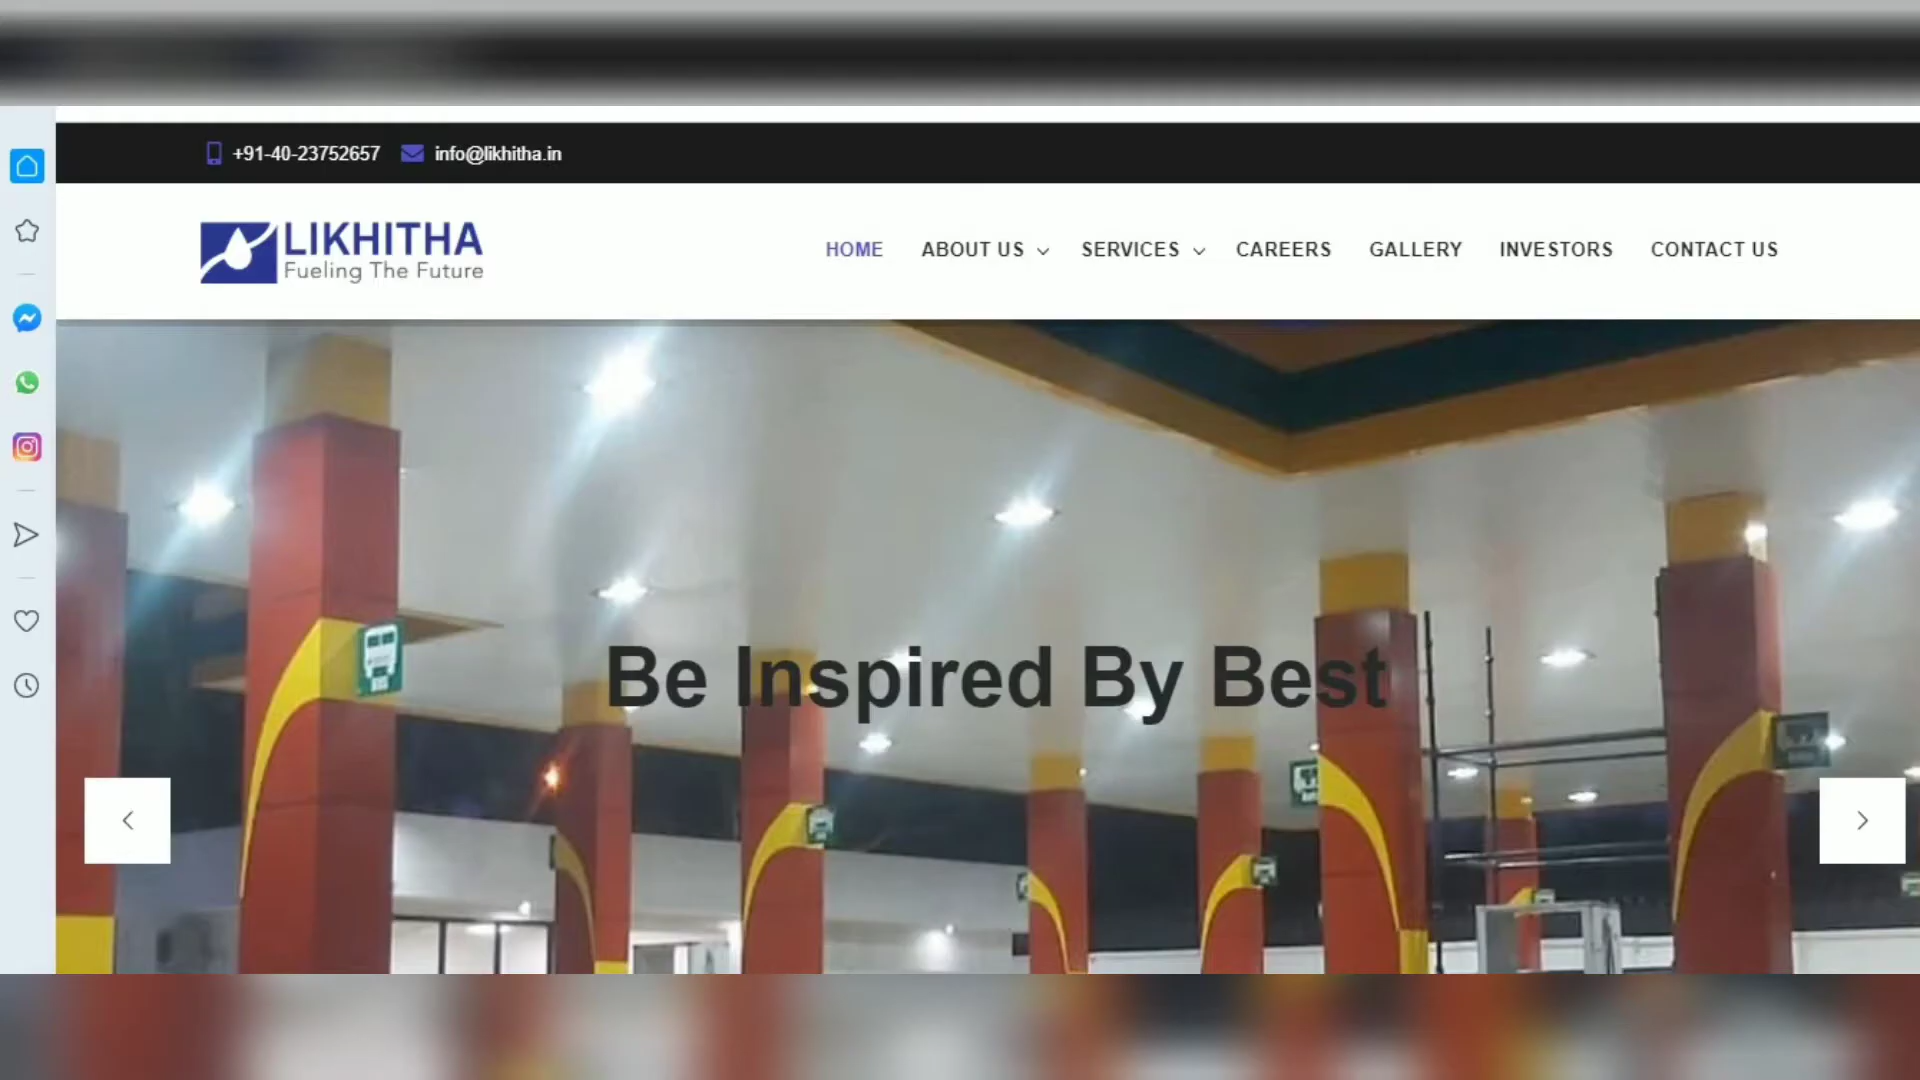 +91-40-23752657 info@likhitha.in
LIKHITHA
Fueling The Future
HOME ABOUT US SERVICES CAREERS GALLERY INVESTORS CONTACT US
Be Inspired By Best